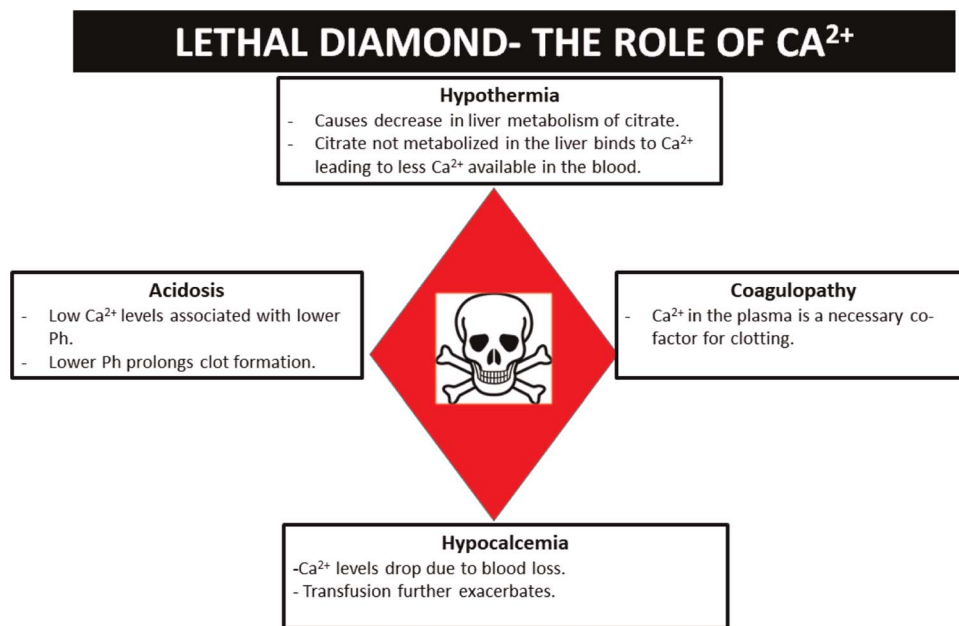 LETHAL DIAMOND- THE ROLE OF CA²⁺
Hypothermia
- Causes decrease in liver metabolism of citrate.
- Citrate not metabolized in the liver binds to Ca²⁺
leading to less Ca²⁺ available in the blood.
Acidosis
- Low Ca²⁺ levels associated with lower
Ph.
- Lower Ph prolongs clot formation.
Coagulopathy
- Ca²⁺ in the plasma is a necessary co-
factor for clotting.
Hypocalcemia
-Ca²⁺ levels drop due to blood loss.
- Transfusion further exacerbates.